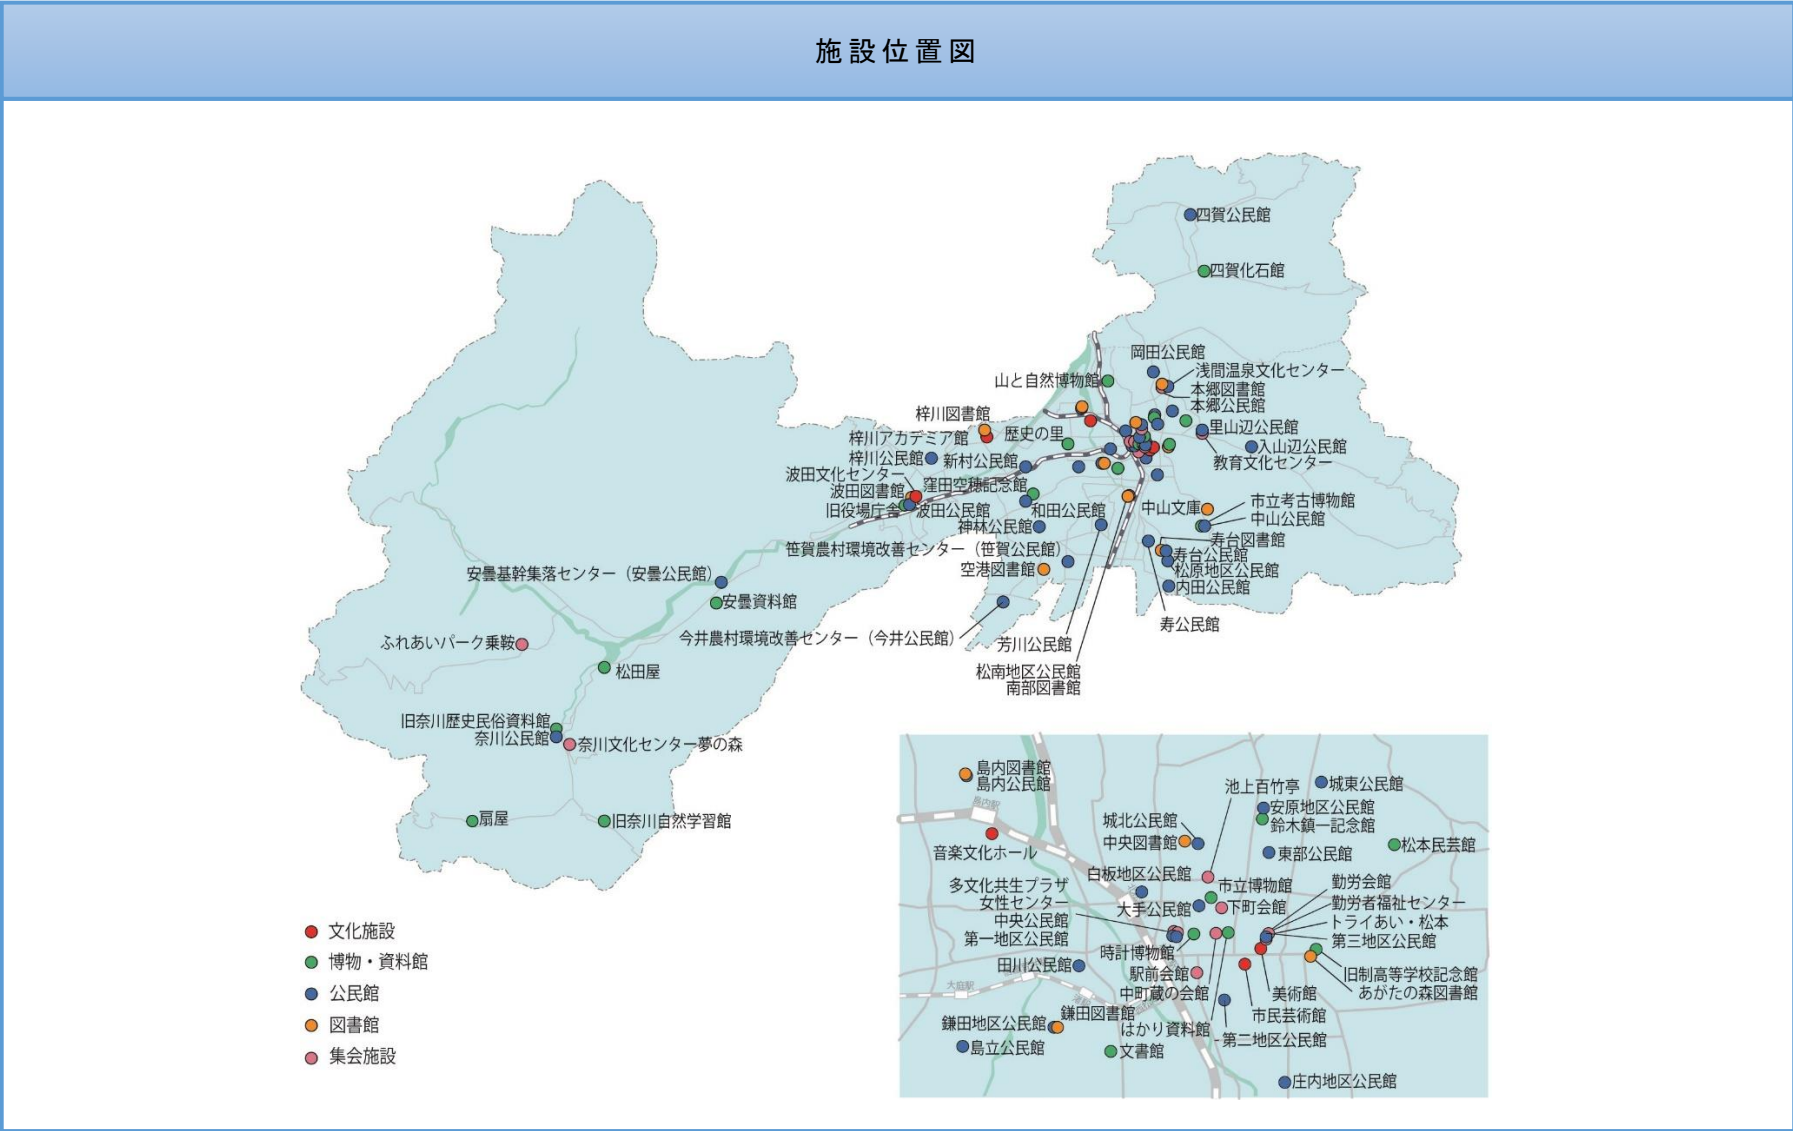 施設位置図
四賀公民館
四賀化石館
岡田公民館
浅間温泉文化センター
山と自然博物館
本郷図書館
本郷公民館
梓川図書館
里山辺公民館
歴史の里
梓川アカデミア館
入山辺公民館
梓川公民館
新村公民館
教育文化センター
波田文化センター
窪田空穂記念館
波田図書館
市立考古博物館
中山文庫
旧役場庁舎
波田公民館
和田公民館
中山公民館
神林公民館
寿台図書館
笹賀農村環境改善センター（笹賀公民館）
寿台公民館
空港図書館
松原地区公民館
安曇基幹集落センター（安曇公民館）
内田公民館
安曇資料館
寿公民館
今井農村環境改善センター（今井公民館）
ふれあいパーク乗鞍
芳川公民館
松田屋
松南地区公民館
南部図書館
旧奈川歴史民俗資料館
奈川公民館
奈川文化センター夢の森
扇屋
旧奈川自然学習館
文化施設
博物・資料館
公民館
図書館
集会施設
島内図書館
島内公民館
池上百竹亭
城東公民館
島内駅
安原地区公民館
城北公民館
鈴木鎮一記念館
中央図書館
松本民芸館
音楽文化ホール
東部公民館
白板地区公民館
勤労会館
多文化共生プラザ
市立博物館
女性センター
勤労者福祉センター
大手公民館
下町会館
中央公民館
トライあい・松本
第一地区公民館
第三地区公民館
時計博物館
田川公民館
駅前会館
旧制高等学校記念館
大庭駅
中町蔵の会館
美術館
あがたの森図書館
鎌田図書館
市民芸術館
鎌田地区公民館
はかり資料館
第二地区公民館
島立公民館
文書館
庄内地区公民館